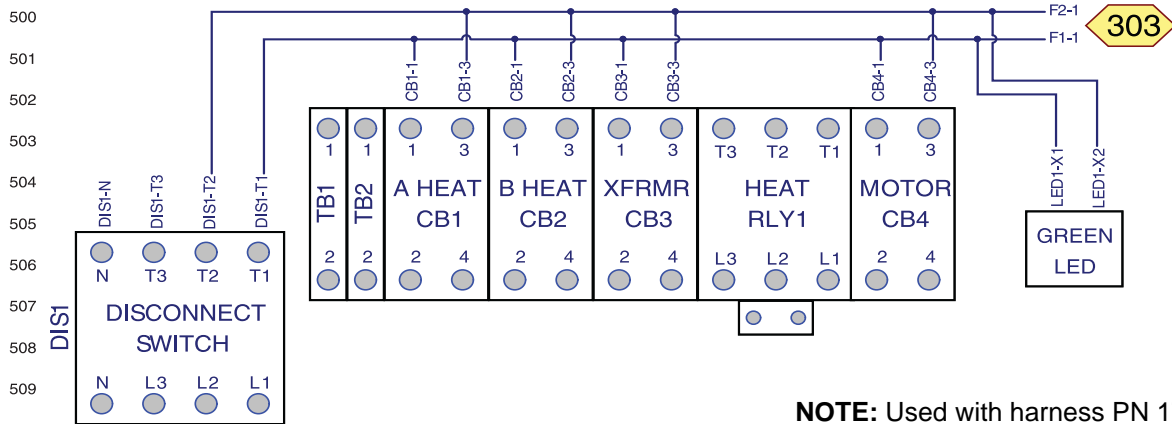 500
501
502
503
504
505
506
507
508
509
F2-1
F1-1
303
CB1-1
CB1-3
CB2-1
CB2-3
CB3-1
CB3-3
CB4-1
CB4-3
DIS1-N
DIS1-T3
DIS1-T2
DIS1-T1
LED1-X1
LED1-X2
1
1
1
3
1
3
1
3
T3
T2
T1
1
3
TB1
TB2
A HEAT
CB1
B HEAT
CB2
XFRMR
CB3
HEAT
RLY1
MOTOR
CB4
2
2
2
4
2
4
2
4
L3
L2
L1
2
4
GREEN
LED
N
T3
T2
T1
DIS1
DISCONNECT
SWITCH
N
L3
L2
L1
NOTE: Used with harness PN 1